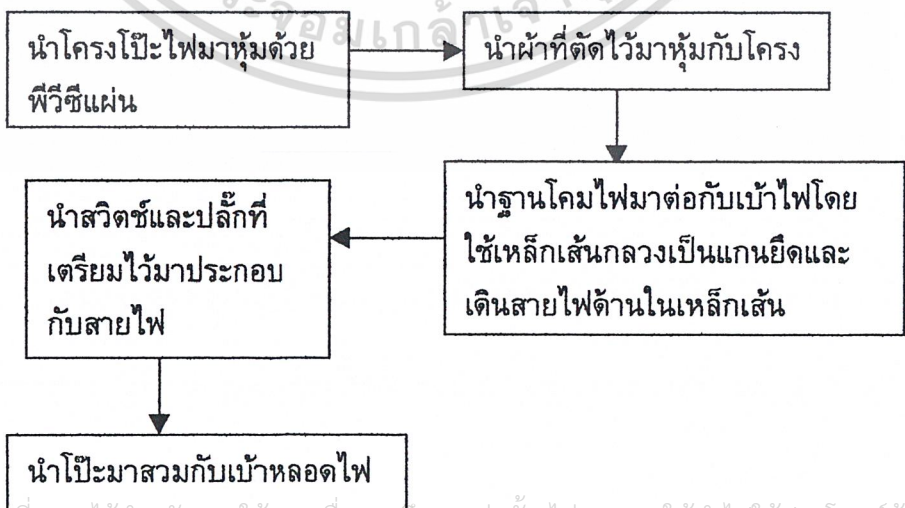 นำโครงโป๊ะไฟมาหุ้มด้วย
พีวีซีแผ่น
นำผ้าที่ตัดไว้มาหุ้มกับโครง
นำฐานโคมไฟมาต่อกับเบ้าไฟโดย
ใช้เหล็กเส้นกลวงเป็นแกนยึดและ
เดินสายไฟด้านในเหล็กเส้น
นำสวิตช์และปลั๊กที่
เตรียมไว้มาประกอบ
กับสายไฟ
นำโป๊ะมาสวมกับเบ้าหลอดไฟ